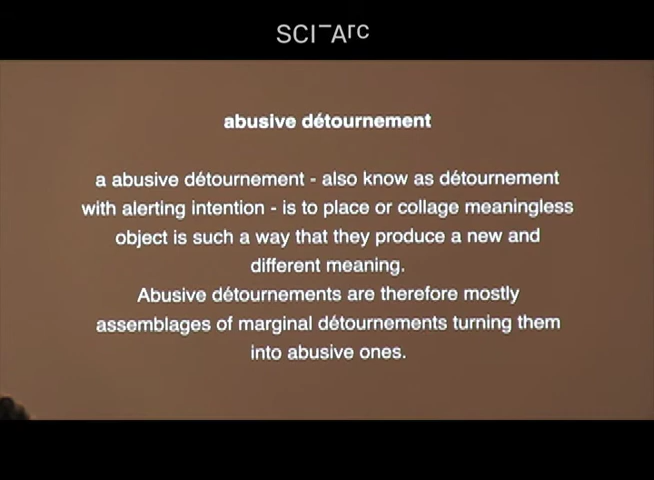 SCI-Arc
abusive détournement
a abusive détournement - also know as détournement
with alerting intention - is to place or collage meaningless
object is such a way that they produce a new and
different meaning.
Abusive détournements are therefore mostly
assemblages of marginal détournements turning them
into abusive ones.